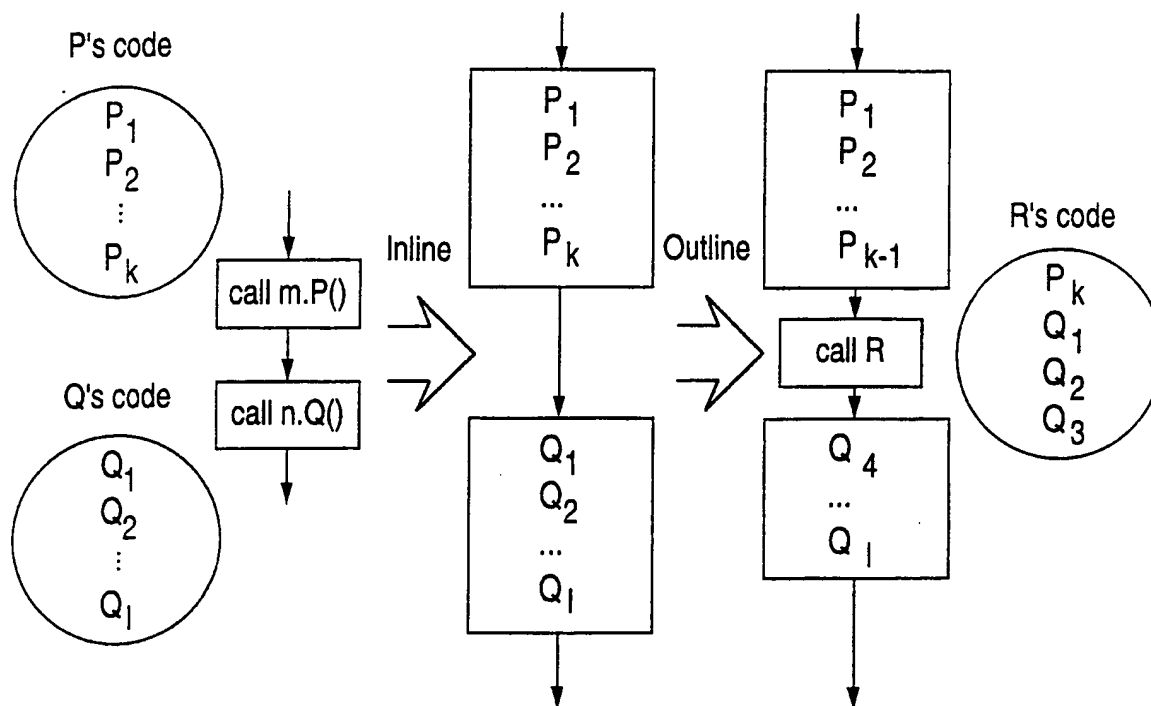 P's code
P1
P2
...
Pk
call m.P()
call n.Q()
Q's code
Q1
Q2
...
Ql
Inline
P1
P2
...
Pk
Q1
Q2
...
Ql
Outline
P1
P2
...
Pk-1
call R
Q4
...
Ql
R's code
Pk
Q1
Q2
Q3